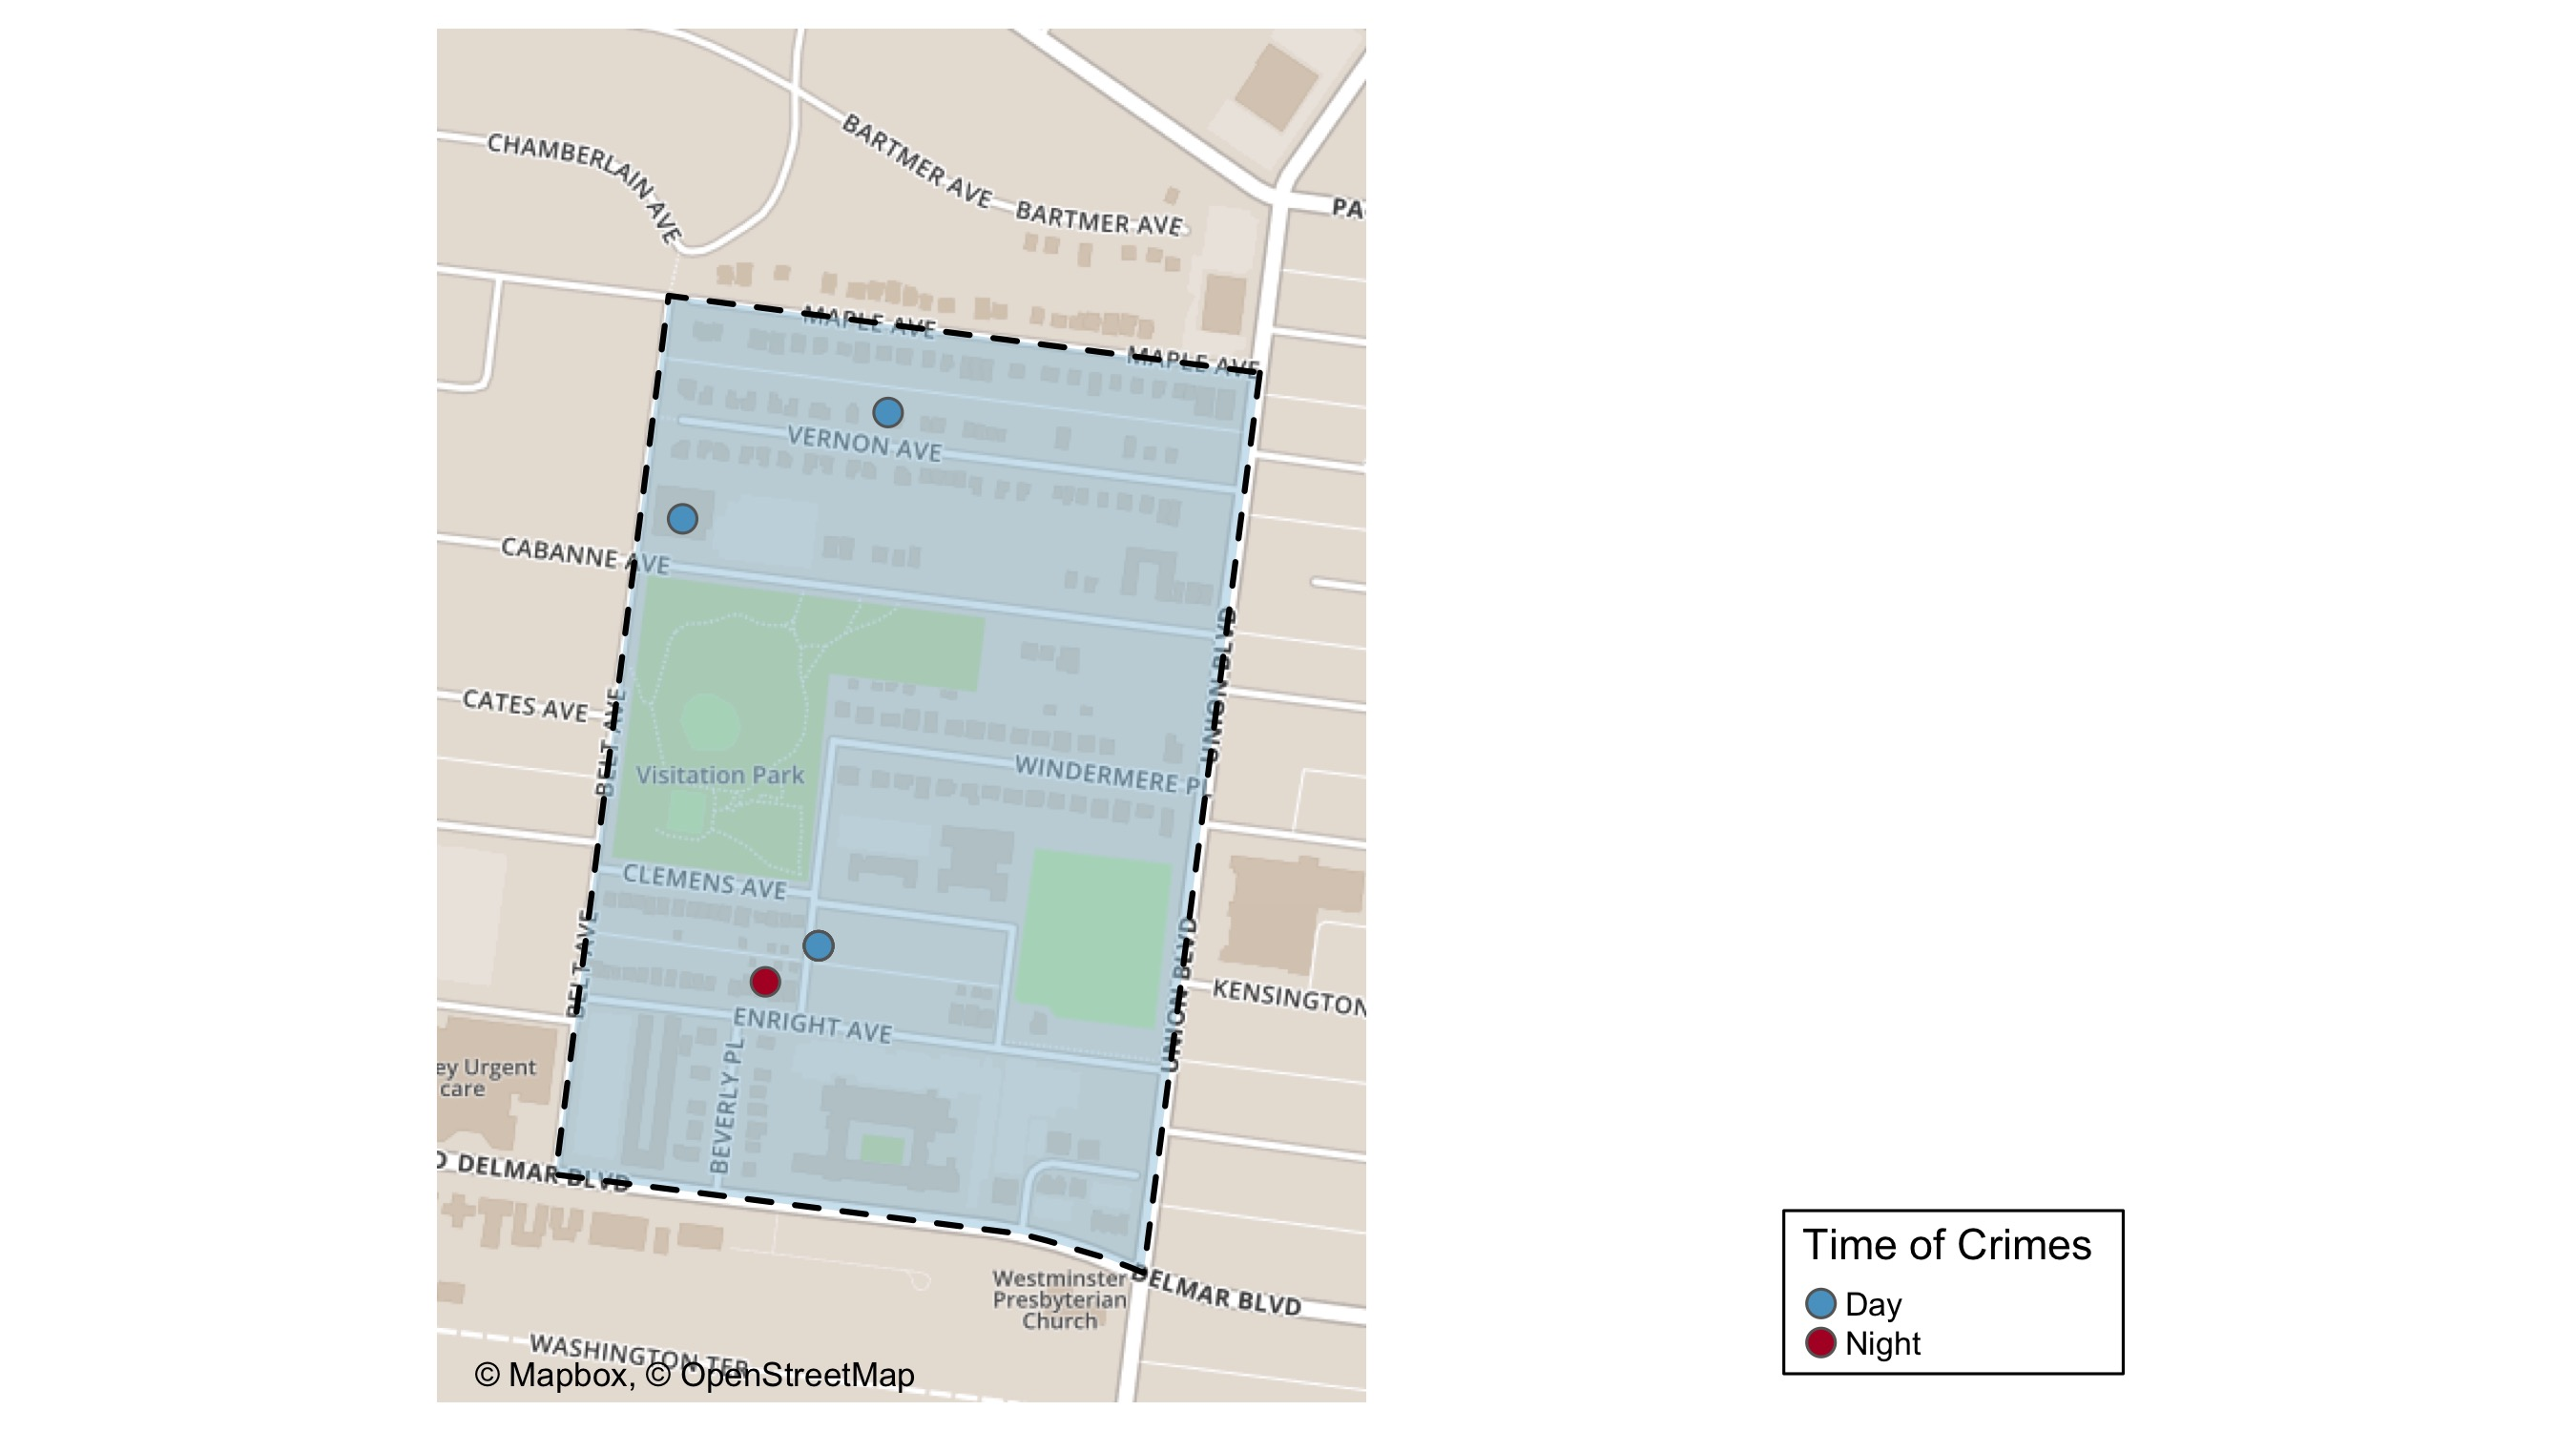 CHAMBERLAIN AVE
BARTMER AVE
BARTMER AVE
PA
MAPLE AVE
MAPLE AVE
VERNON AVE
CABANNE AVE
UNION BLVD
CATES AVE
BELT AVE
Visitation Park
WINDERMERE PL
CLEMENS AVE
BELT AVE
UNION BLVD
KENSINGTON
ENRIGHT AVE
BEVERLY PL
ey Urgent
care
DELMAR BLVD
Westminster
Presbyterian
Church
DELMAR BLVD
WASHINGTON TER
© Mapbox, © OpenStreetMap
Time of Crimes
Day
Night